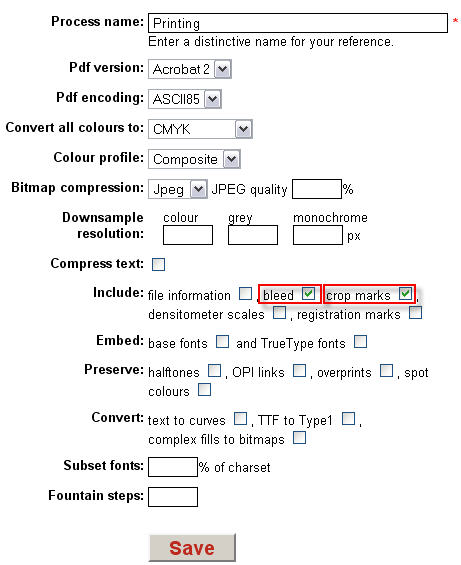 Process name: Printing *
Enter a distinctive name for your reference.
Pdf version: Acrobat 2
Pdf encoding: ASCII85
Convert all colours to: CMYK
Colour profile: Composite
Bitmap compression: Jpeg JPEG quality %
Downsample colour grey monochrome
resolution: px
Compress text:
Include: file information , bleed crop marks ,
densitometer scales , registration marks
Embed: base fonts and TrueType fonts
Preserve: halftones , OPI links , overprints , spot
colours
Convert: text to curves , TTF to Type1 ,
complex fills to bitmaps
Subset fonts: % of charset
Fountain steps:
Save